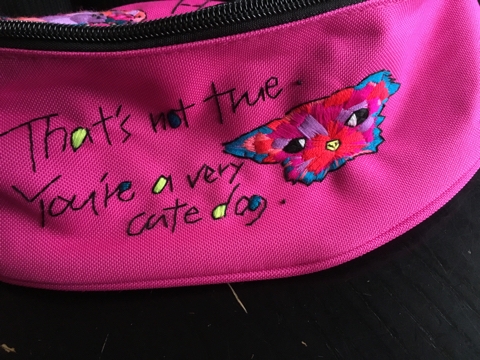 That's not true.
You're a very
cute dog.